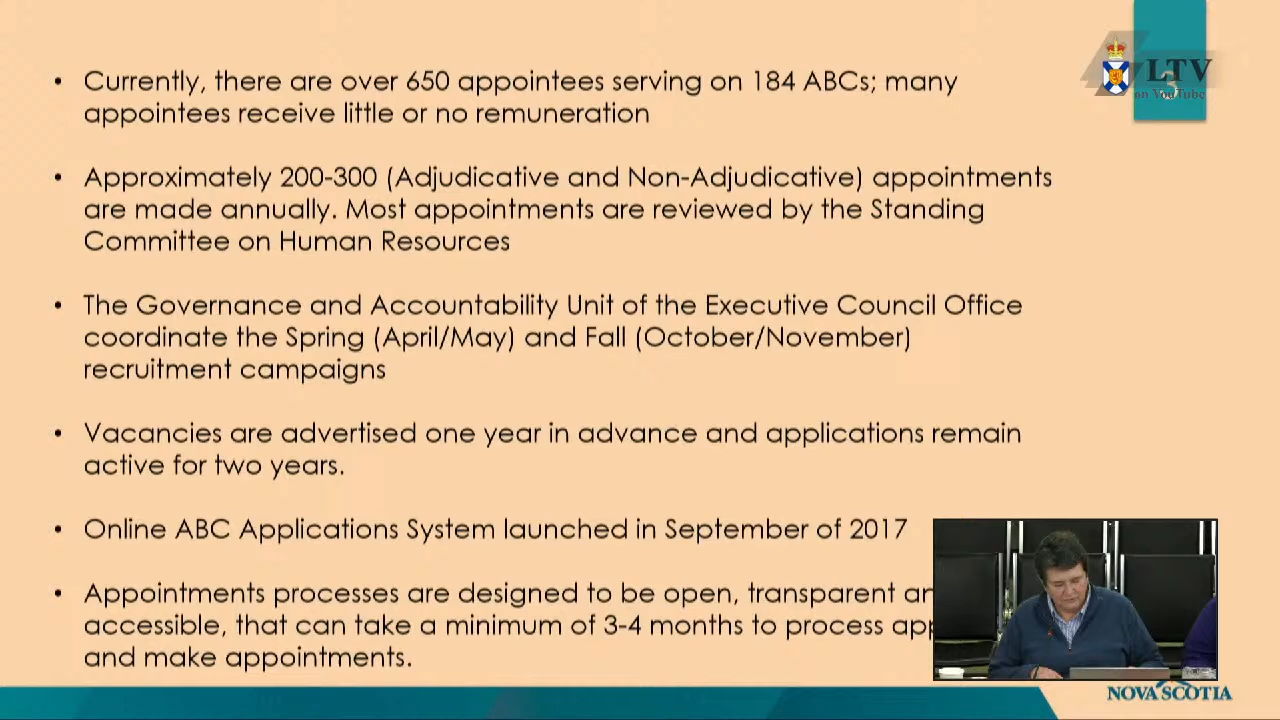 • Currently, there are over 650 appointees serving on 184 ABCs; many
appointees receive little or no remuneration
• Approximately 200-300 (Adjudicative and Non-Adjudicative) appointments
are made annually. Most appointments are reviewed by the Standing
Committee on Human Resources
• The Governance and Accountability Unit of the Executive Council Office
coordinate the Spring (April/May) and Fall (October/November)
recruitment campaigns
• Vacancies are advertised one year in advance and applications remain
active for two years.
• Online ABC Applications System launched in September of 2017
• Appointments processes are designed to be open, transparent an
accessible, that can take a minimum of 3-4 months to process app
and make appointments.
LTV
3
on YouTube
NOVA SCOTIA